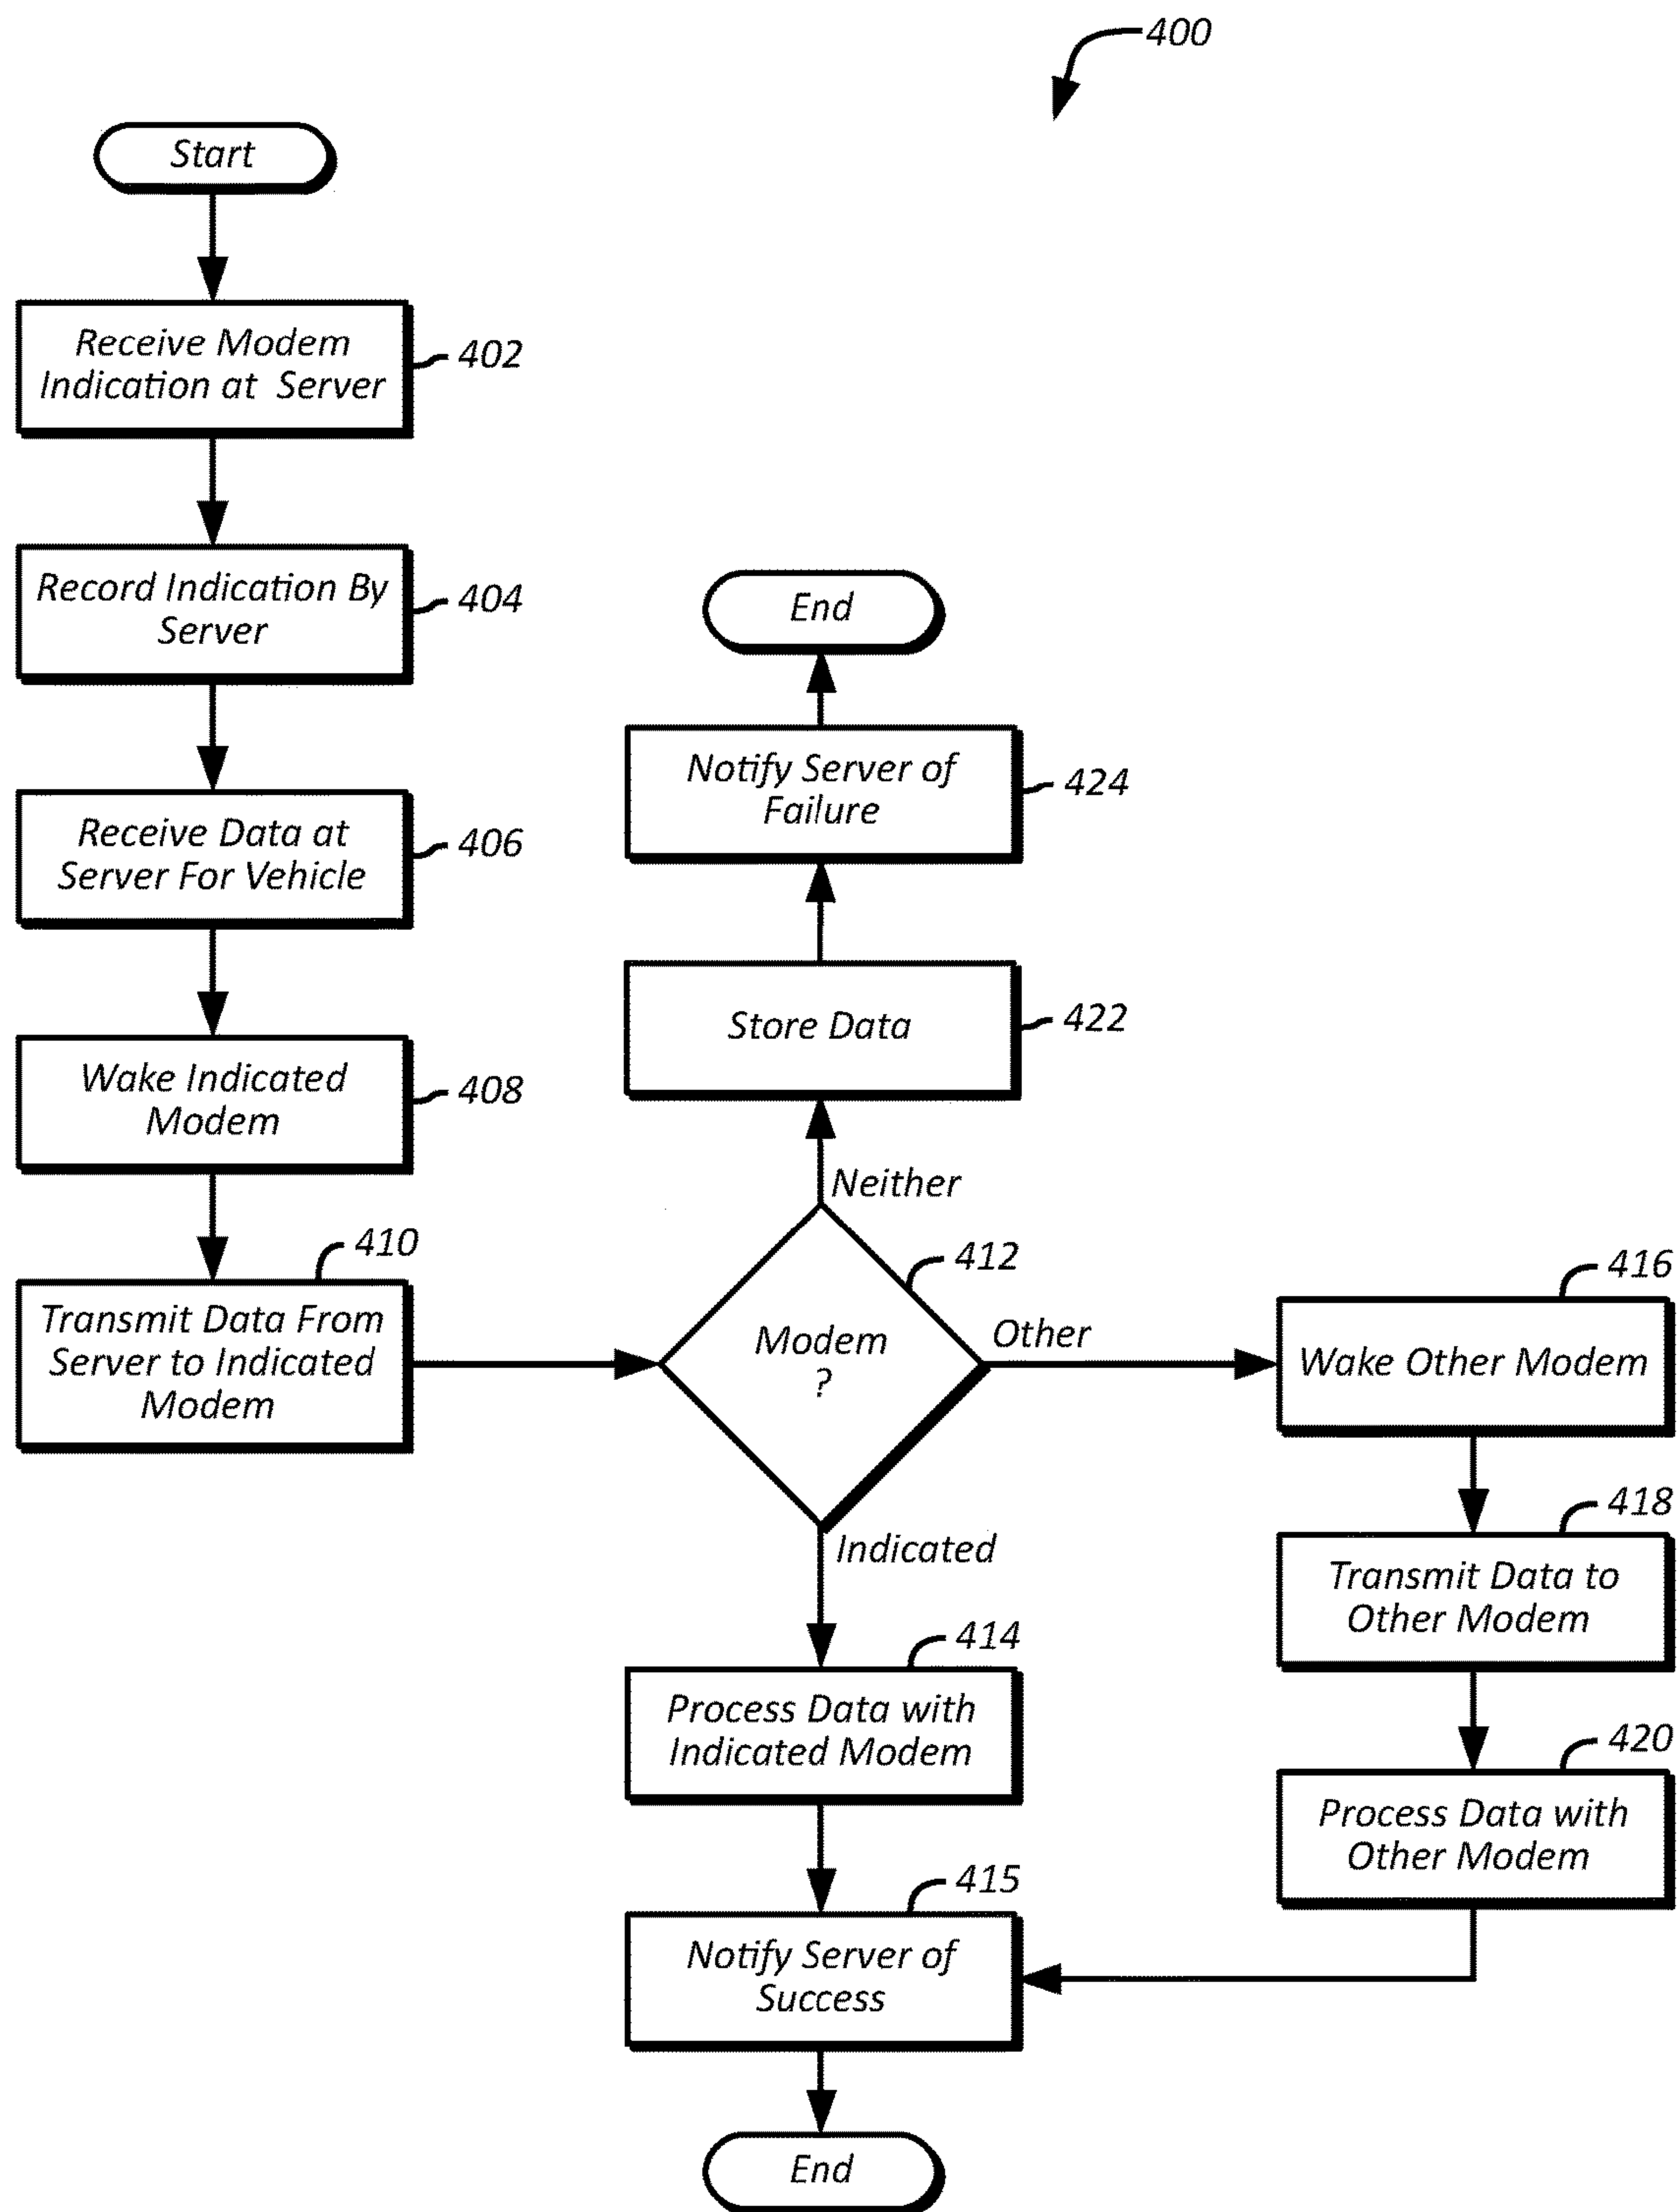 400
Start
Receive Modem
Indication at Server
402
Record Indication By
Server
404
Receive Data at
Server For Vehicle
406
Wake Indicated
Modem
408
410
Transmit Data From
Server to Indicated
Modem
End
Notify Server of
Failure
424
Store Data
422
Neither
412
Modem
?
Other
Indicated
416
Wake Other Modem
418
Transmit Data to
Other Modem
420
Process Data with
Other Modem
414
Process Data with
Indicated Modem
415
Notify Server of
Success
End